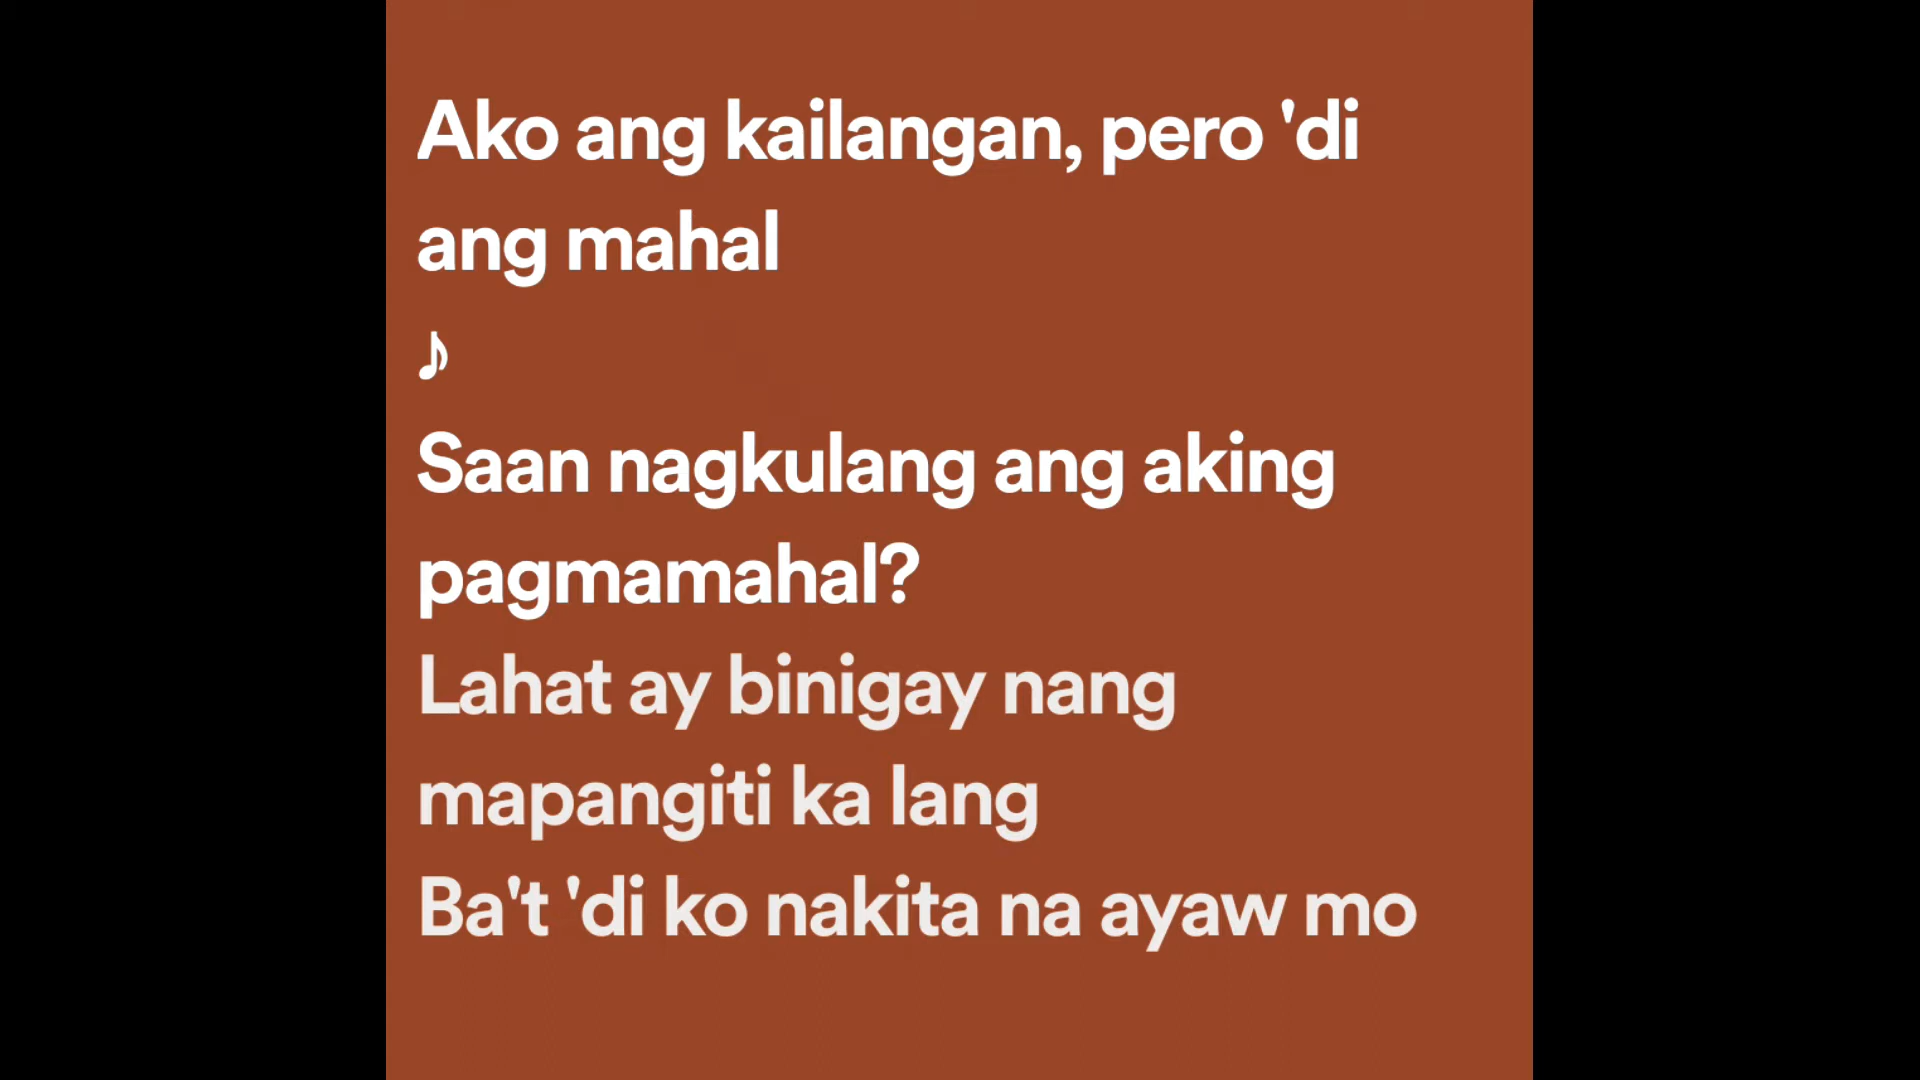 Ako ang kailangan, pero 'di
ang mahal
♪
Saan nagkulang ang aking
pagmamahal?
Lahat ay binigay nang
mapangiti ka lang
Ba't 'di ko nakita na ayaw mo